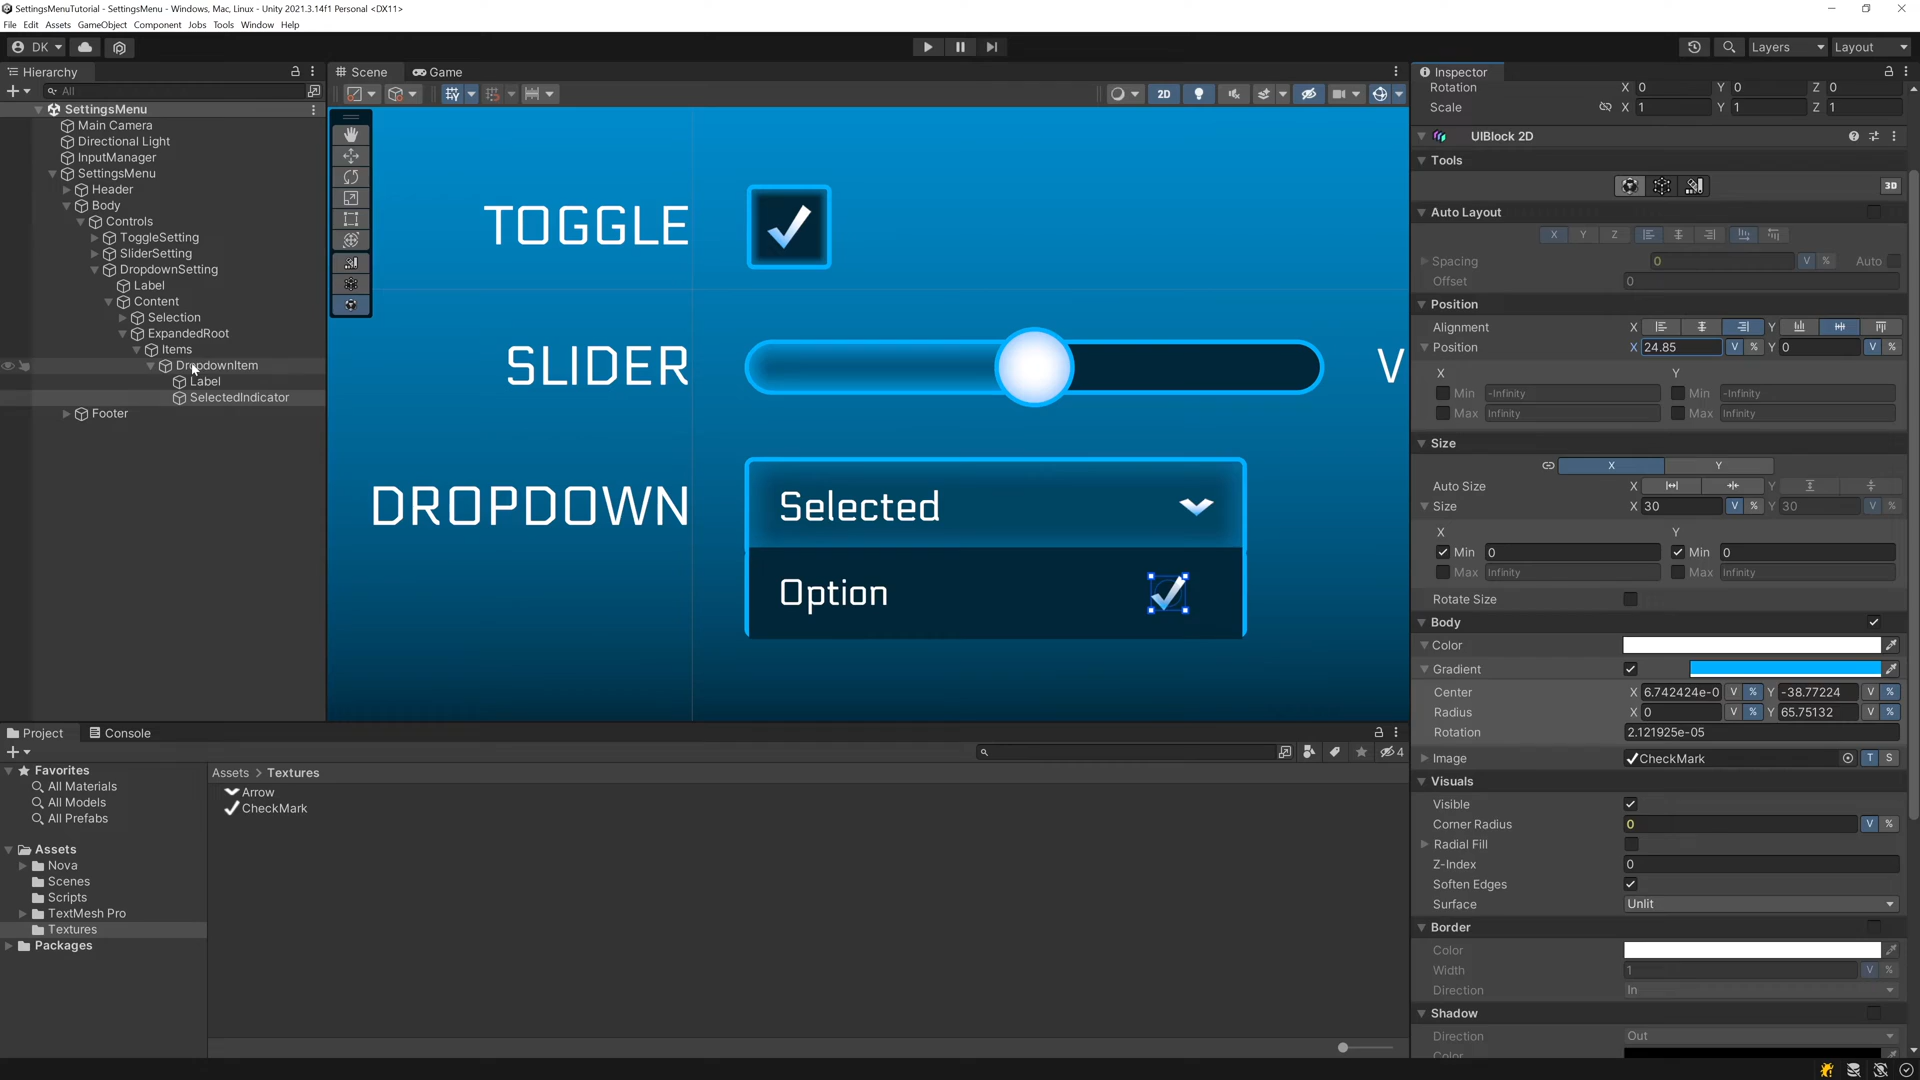 SettingsMenuTutorial - SettingsMenu - Windows, Mac, Linux - Unity 2021.3.14f1 Personal <DX11>
File Edit Assets GameObject Component Jobs Tools Window Help
DK Layers Layout
Hierarchy
All
SettingsMenu
Main Camera
Directional Light
InputManager
SettingsMenu
Header
Body
Controls
ToggleSetting
SliderSetting
DropdownSetting
Label
Content
Selection
ExpandedRoot
Items
DropdownItem
Label
SelectedIndicator
Footer
Scene Game
2D
TOGGLE
SLIDER V
DROPDOWN
Selected
Option
Inspector
Rotation X 0 Y 0 Z 0
Scale X 1 Y 1 Z 1
UIBlock 2D
Tools
3D
Auto Layout
X Y Z
Spacing 0 V % Auto
Offset 0
Position
Alignment X Y
Position X 24.85 V % Y 0 V %
X Y
Min -Infinity Min -Infinity
Max Infinity Max Infinity
Size
X Y
Auto Size X Y
Size X 30 V % Y 30 V %
X Y
Min 0 Min 0
Max Infinity Max Infinity
Rotate Size
Body
Color
Gradient
Center X 6.742424e-0 V % Y -38.77224 V %
Radius X 0 V % Y 65.75132 V %
Rotation 2.121925e-05
Image CheckMark T S
Visuals
Visible
Corner Radius 0 V %
Radial Fill
Z-Index 0
Soften Edges
Surface Unlit
Border
Color
Width 1 V %
Direction In
Shadow
Direction Out
Color
Project Console
4
Favorites
All Materials
All Models
All Prefabs
Assets
Nova
Scenes
Scripts
TextMesh Pro
Textures
Packages
Assets > Textures
Arrow
CheckMark